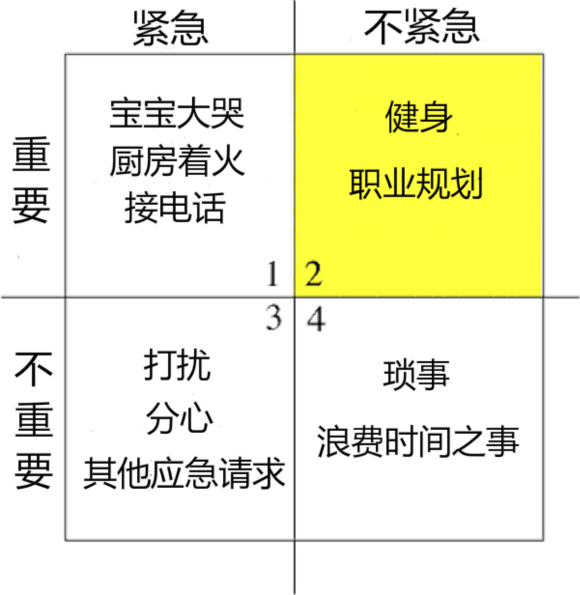 紧急
不紧急
重要
宝宝大哭
厨房着火
接电话
健身
职业规划
1
2
3
4
不重要
打扰
分心
其他应急请求
琐事
浪费时间之事